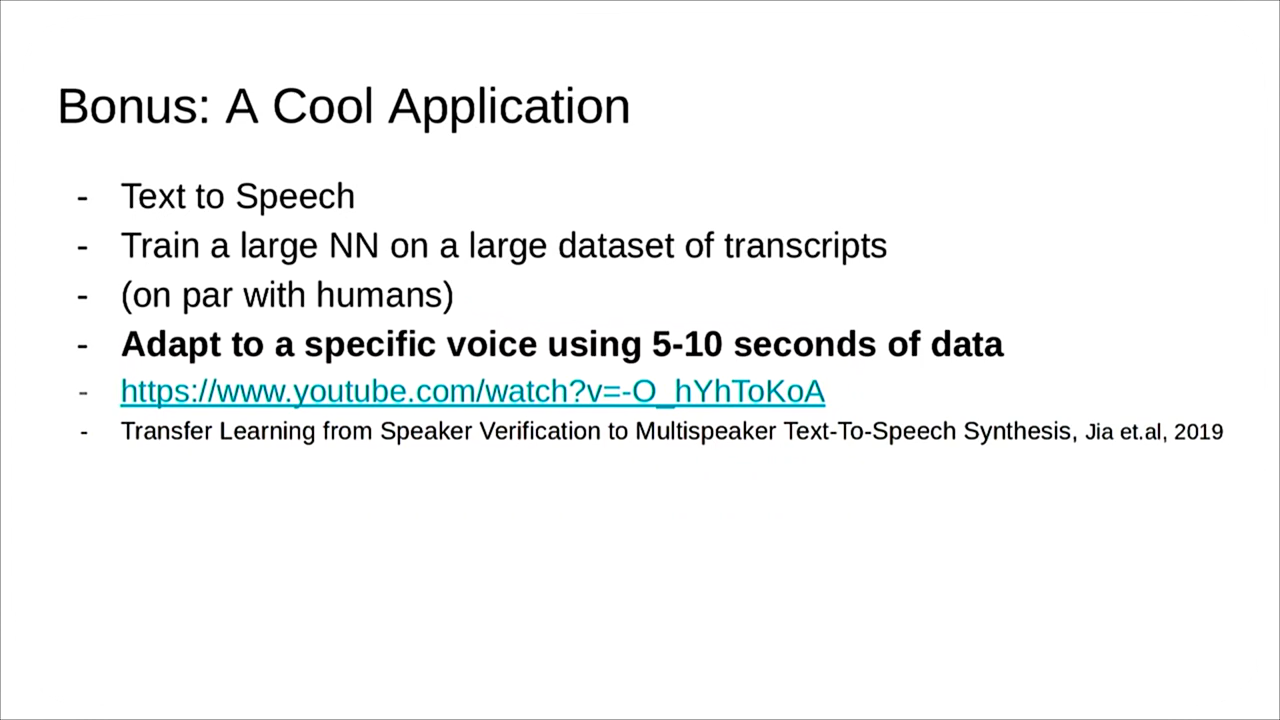 Bonus: A Cool Application
- Text to Speech
- Train a large NN on a large dataset of transcripts
- (on par with humans)
- Adapt to a specific voice using 5-10 seconds of data
- https://www.youtube.com/watch?v=-O_hYhToKoA
- Transfer Learning from Speaker Verification to Multispeaker Text-To-Speech Synthesis, Jia et.al, 2019